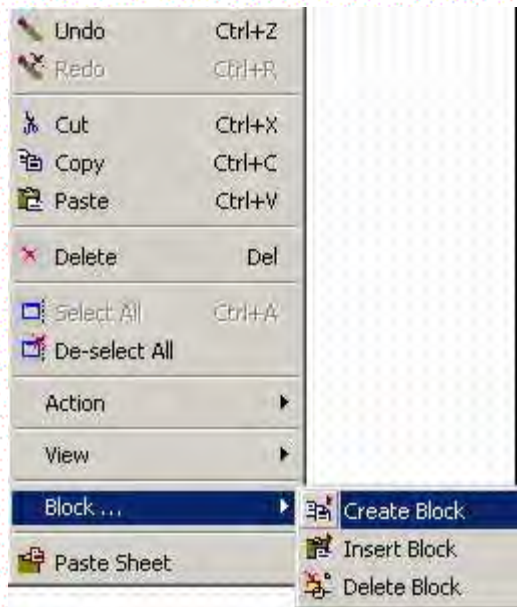 Undo Ctrl+Z
Redo Ctrl+R
Cut Ctrl+X
Copy Ctrl+C
Paste Ctrl+V
Delete Del
Select All Ctrl+A
De-select All
Action
View
Block ...
Create Block
Paste Sheet
Insert Block
Delete Block